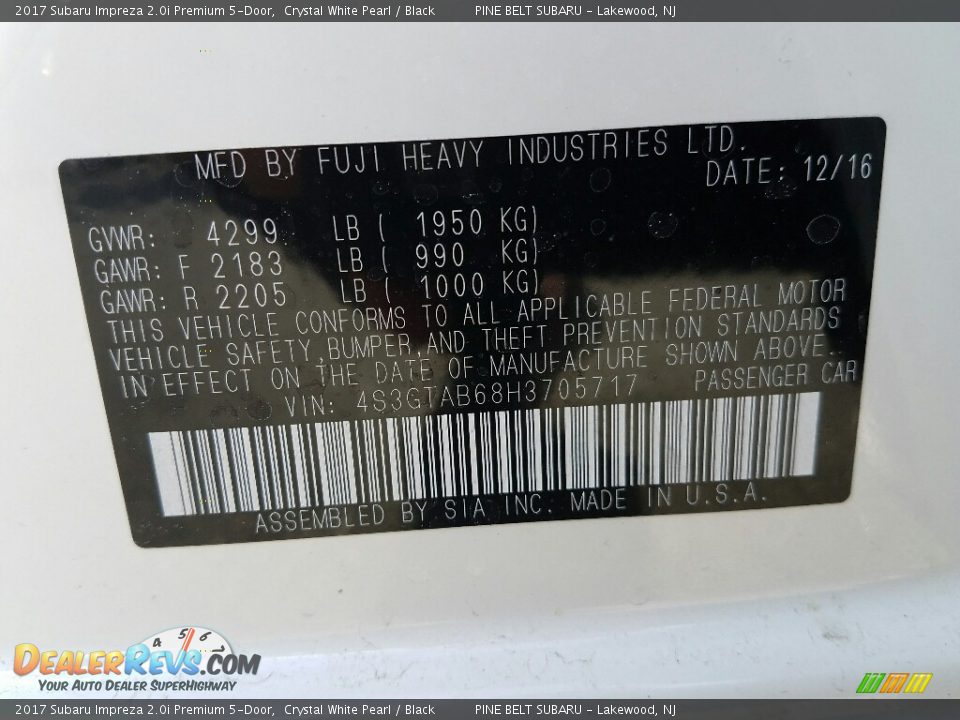 2017 Subaru Impreza 2.0i Premium 5-Door, Crystal White Pearl / Black PINE BELT SUBARU - Lakewood, NJ
MFD BY FUJI HEAVY INDUSTRIES LTD.
DATE: 12/16
GVWR: 4299 LB ( 1950 KG)
GAWR: F 2183 LB ( 990 KG)
GAWR: R 2205 LB ( 1000 KG)
THIS VEHICLE CONFORMS TO ALL APPLICABLE FEDERAL MOTOR
VEHICLE SAFETY,BUMPER,AND THEFT PREVENTION STANDARDS
IN EFFECT ON THE DATE OF MANUFACTURE SHOWN ABOVE..
VIN: 4S3GTAB68H3705717 PASSENGER CAR
ASSEMBLED BY SIA INC. MADE IN U.S.A.
4 5 6
DEALERREVS.COM
YOUR AUTO DEALER SUPERHIGHWAY
2017 Subaru Impreza 2.0i Premium 5-Door, Crystal White Pearl / Black PINE BELT SUBARU - Lakewood, NJ